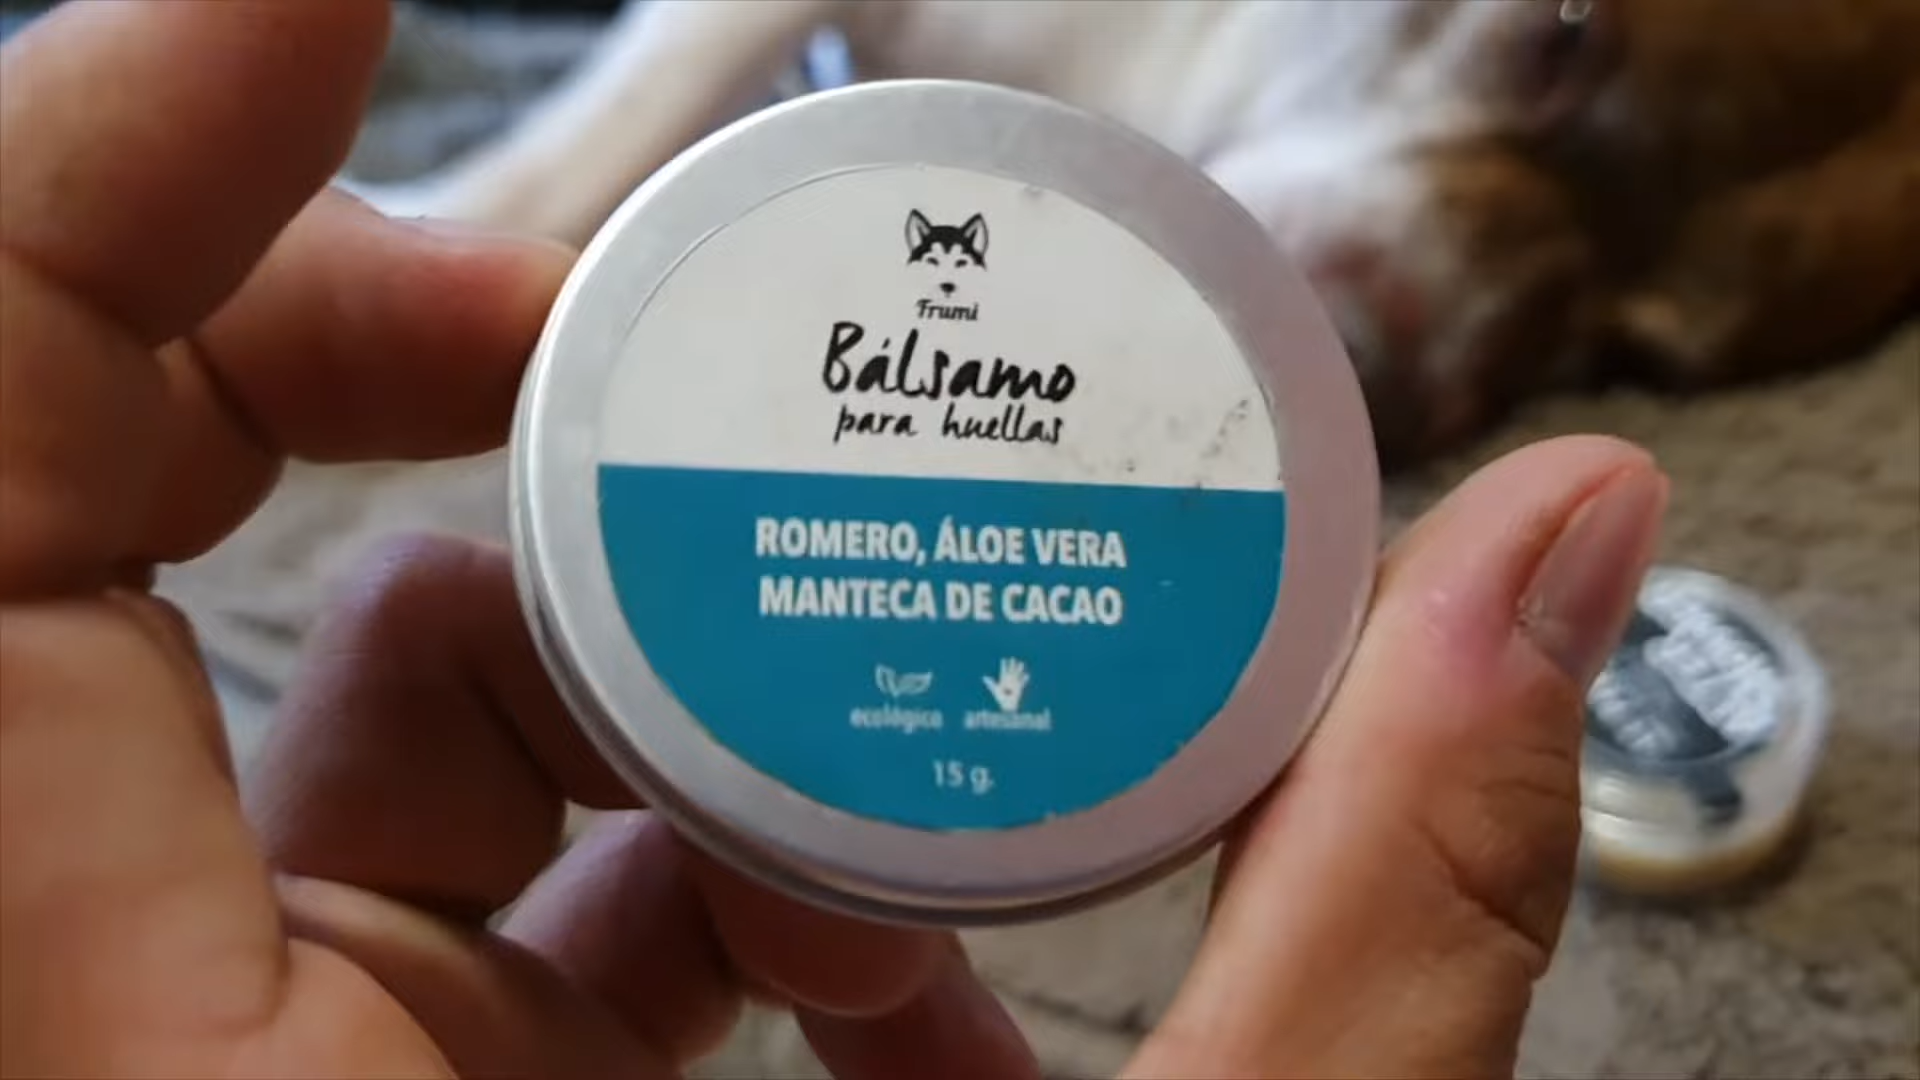 Frumi
Bálsamo
para huellas
ROMERO, ÁLOE VERA
MANTECA DE CACAO
ecológico artesanal
15 g.